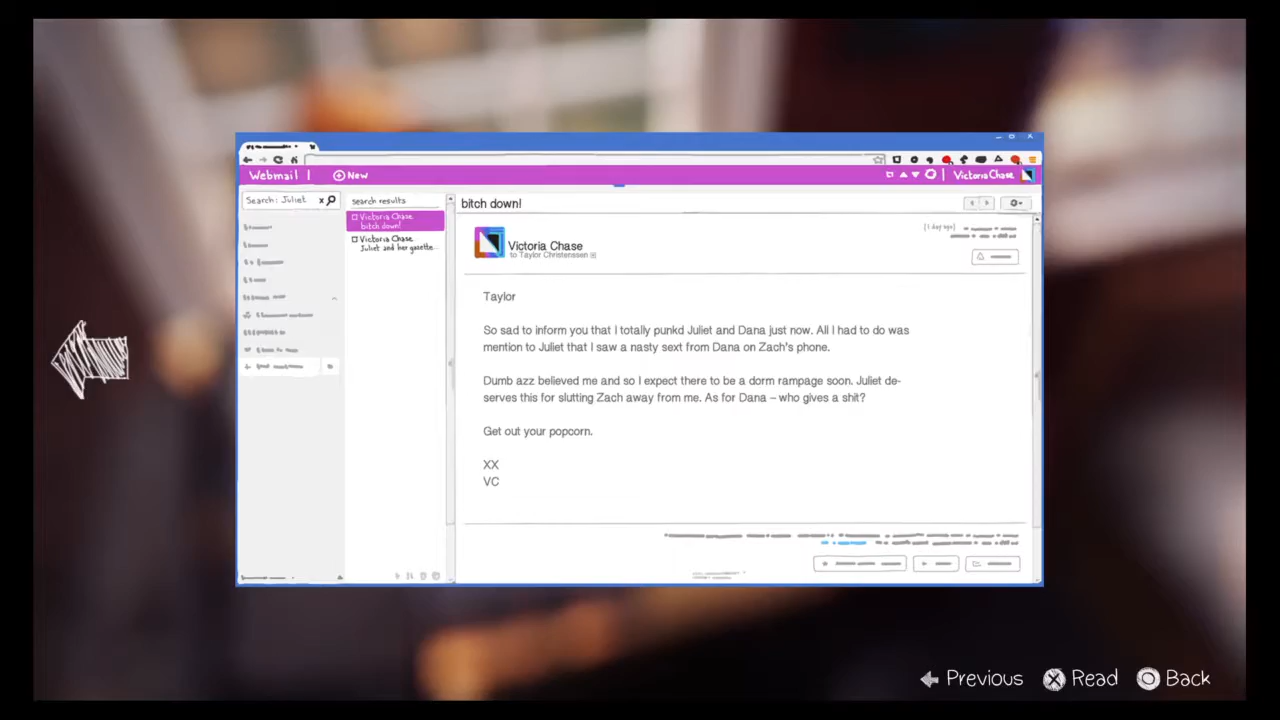 Webmail
New
Victoria Chase
Search: Juliet x
search results
Victoria Chase
bitch down!
Victoria Chase
Juliet and her gazette...
bitch down!
[1 day ago]
Victoria Chase
to Taylor Christenssen
Taylor
So sad to inform you that I totally punkd Juliet and Dana just now. All I had to do was
mention to Juliet that I saw a nasty sext from Dana on Zach's phone.
Dumb azz believed me and so I expect there to be a dorm rampage soon. Juliet de-
serves this for slutting Zach away from me. As for Dana – who gives a shit?
Get out your popcorn.
XX
VC
Previous
Read
Back